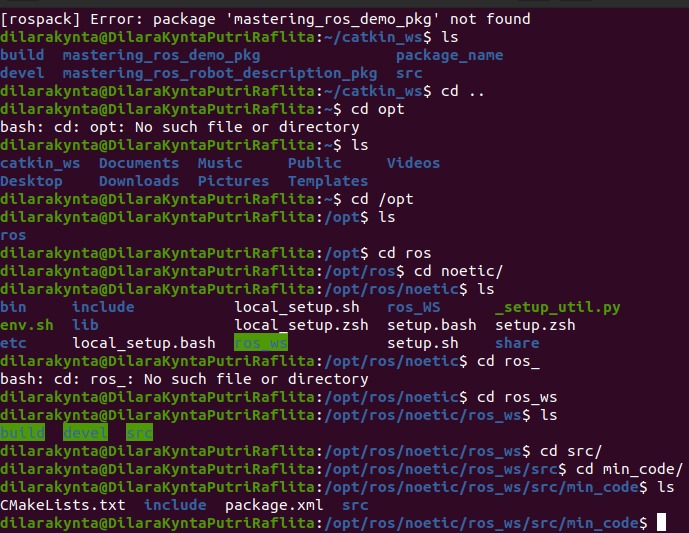 [rospack] Error: package 'mastering_ros_demo_pkg' not found
dilarakynta@DilaraKyntaPutriRaflita:~/catkin_ws$ ls
build  mastering_ros_demo_pkg                 package_name
devel  mastering_ros_robot_description_pkg  src
dilarakynta@DilaraKyntaPutriRaflita:~/catkin_ws$ cd ..
dilarakynta@DilaraKyntaPutriRaflita:~$ cd opt
bash: cd: opt: No such file or directory
dilarakynta@DilaraKyntaPutriRaflita:~$ ls
catkin_ws  Documents  Music     Public     Videos
Desktop    Downloads  Pictures  Templates
dilarakynta@DilaraKyntaPutriRaflita:~$ cd /opt
dilarakynta@DilaraKyntaPutriRaflita:/opt$ ls
ros
dilarakynta@DilaraKyntaPutriRaflita:/opt$ cd ros
dilarakynta@DilaraKyntaPutriRaflita:/opt/ros$ cd noetic/
dilarakynta@DilaraKyntaPutriRaflita:/opt/ros/noetic$ ls
bin     include           local_setup.sh   ros_WS      _setup_util.py
env.sh  lib               local_setup.zsh  setup.bash  setup.zsh
etc     local_setup.bash  ros_ws           setup.sh    share
dilarakynta@DilaraKyntaPutriRaflita:/opt/ros/noetic$ cd ros_
bash: cd: ros_: No such file or directory
dilarakynta@DilaraKyntaPutriRaflita:/opt/ros/noetic$ cd ros_ws
dilarakynta@DilaraKyntaPutriRaflita:/opt/ros/noetic/ros_ws$ ls
build  devel  src
dilarakynta@DilaraKyntaPutriRaflita:/opt/ros/noetic/ros_ws$ cd src/
dilarakynta@DilaraKyntaPutriRaflita:/opt/ros/noetic/ros_ws/src$ cd min_code/
dilarakynta@DilaraKyntaPutriRaflita:/opt/ros/noetic/ros_ws/src/min_code$ ls
CMakeLists.txt  include  package.xml  src
dilarakynta@DilaraKyntaPutriRaflita:/opt/ros/noetic/ros_ws/src/min_code$